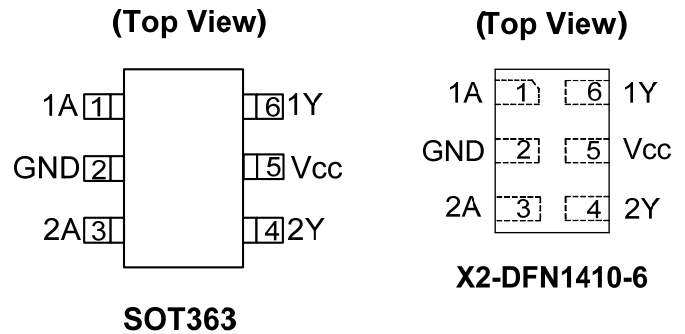 (Top View)
1A 1 6 1Y
GND 2 5 Vcc
2A 3 4 2Y
SOT363
(Top View)
1A 1 6 1Y
GND 2 5 Vcc
2A 3 4 2Y
X2-DFN1410-6